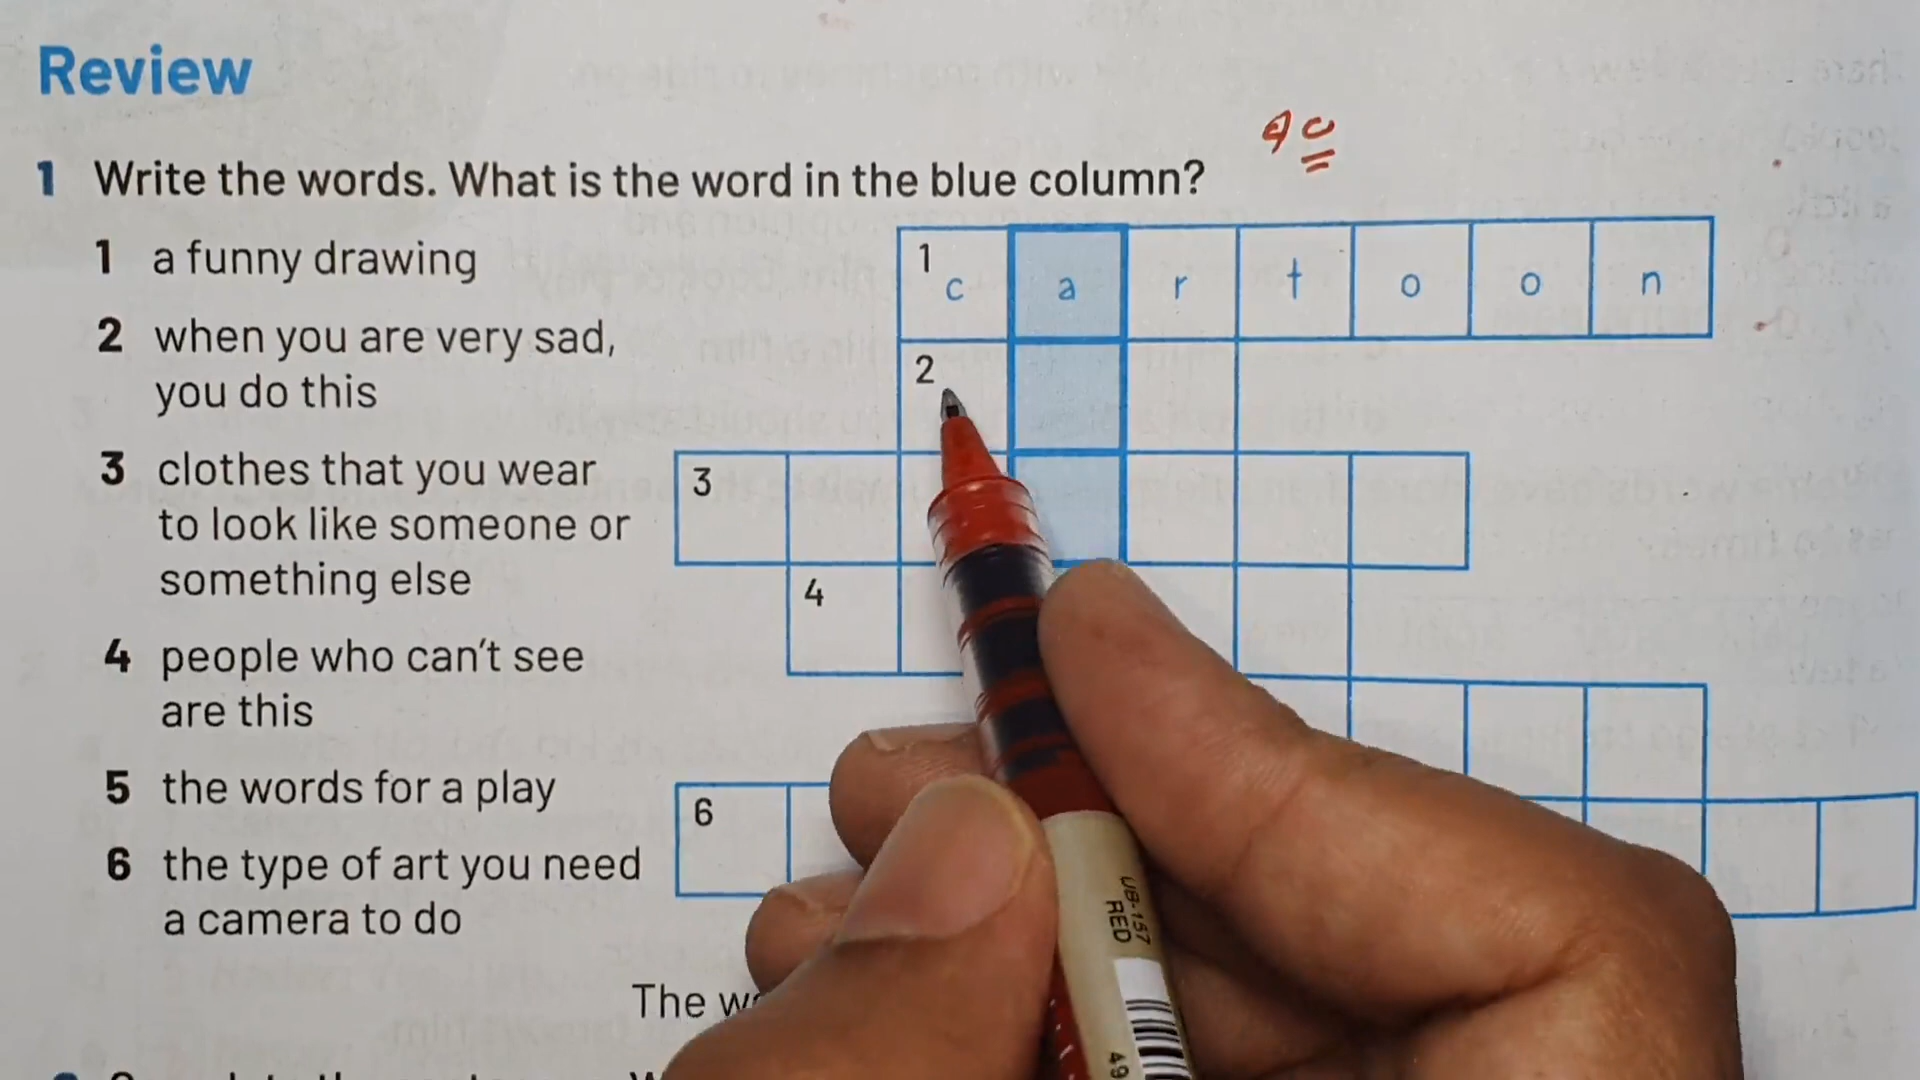 Review
1 Write the words. What is the word in the blue column?
1 a funny drawing
2 when you are very sad,
you do this
3 clothes that you wear
to look like someone or
something else
4 people who can't see
are this
5 the words for a play
6 the type of art you need
a camera to do
1 c a r t o o n
2
3
4
6
The
UB-157
RED
49